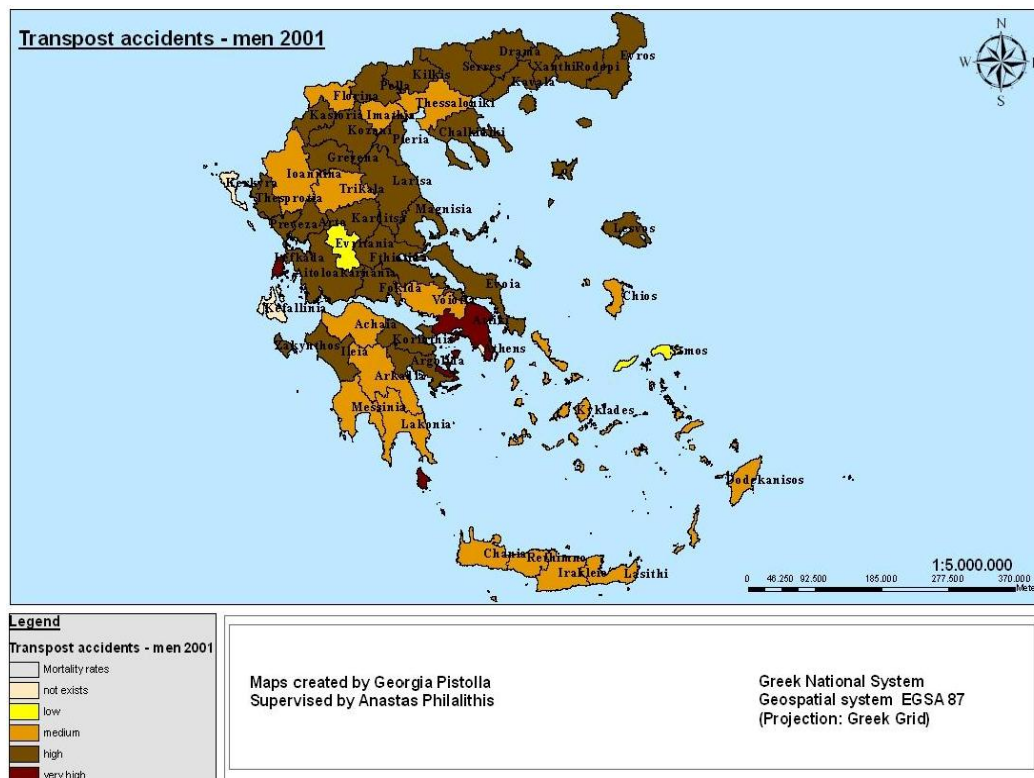 Transpost accidents - men 2001
N
W
S
Evros
Drama
Xanthi
Rodopi
Serres
Kilkis
Kavala
Pella
Florina
Thessaloniki
Kastoria
Imathia
Kozani
Pieria
Chalkidiki
Grevena
Ioannina
Kerkyra
Larisa
Trikala
Thesprotia
Magnisia
Karditsa
Preveza
Arta
Lesvos
Evritania
Lefkada
Fthiotida
Aitoloakarnania
Evoia
Fokida
Voiotia
Chios
Kefallinia
Achaia
Attiki
Korinthia
Zakynthos
Ileia
Athens
Samos
Argolida
Arkadia
Messinia
Kyklades
Lakonia
Dodekanisos
Chania
Rethimno
Irakleio
Lasithi
1:5.000.000
0 46.250 92.500 185.000 277.500 370.000
Mete
Legend
Transpost accidents - men 2001
Mortality rates
not exists
low
medium
high
very high
Maps created by Georgia Pistolla
Supervised by Anastas Philalithis
Greek National System
Geospatial system EGSA 87
(Projection: Greek Grid)